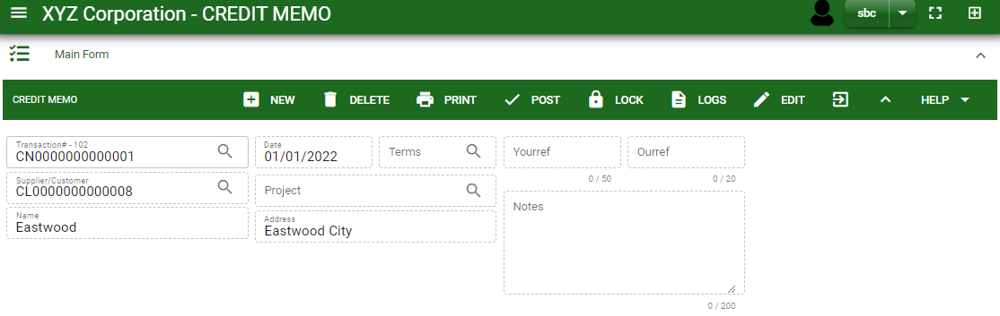 XYZ Corporation - CREDIT MEMO
sbc
Main Form
CREDIT MEMO NEW DELETE PRINT POST LOCK LOGS EDIT HELP
Transaction# - 102
CN0000000000001
Date
01/01/2022
Terms
Yourref
0 / 50
Ourref
0 / 20
Supplier/Customer
CL0000000000008
Project
Notes
0 / 200
Name
Eastwood
Address
Eastwood City